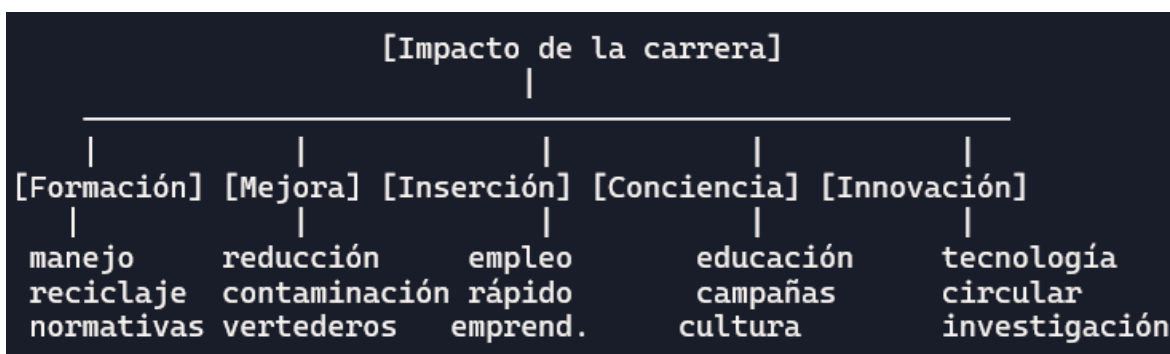 [Impacto de la carrera]
[Formación] [Mejora] [Inserción] [Conciencia] [Innovación]
manejo reducción empleo educación tecnología
reciclaje contaminación rápido campañas circular
normativas vertederos emprend. cultura investigación